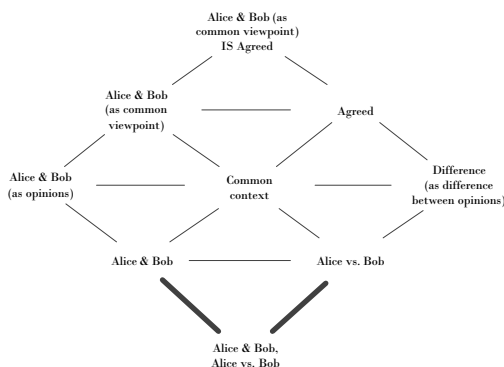 Alice & Bob (as
common viewpoint)
IS Agreed
Alice & Bob
(as common
viewpoint)
Agreed
Alice & Bob
(as opinions)
Common
context
Difference
(as difference
between opinions)
Alice & Bob
Alice vs. Bob
Alice & Bob,
Alice vs. Bob